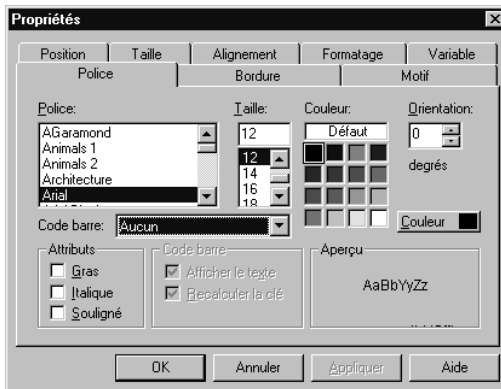 Propriétés
Position Taille Alignement Formatage Variable
Police Bordure Motif
Police: Taille: Couleur: Orientation:
AGaramond 12 Défaut 0
Animals 1
Animals 2 12
Architecture 14 degrés
Arial 16
18
Code barre: Aucun Couleur
Attributs Code barre Aperçu
Gras Afficher le texte
Italique Recalculer la clé AaBbYyZz
Souligné
OK Annuler Appliquer Aide